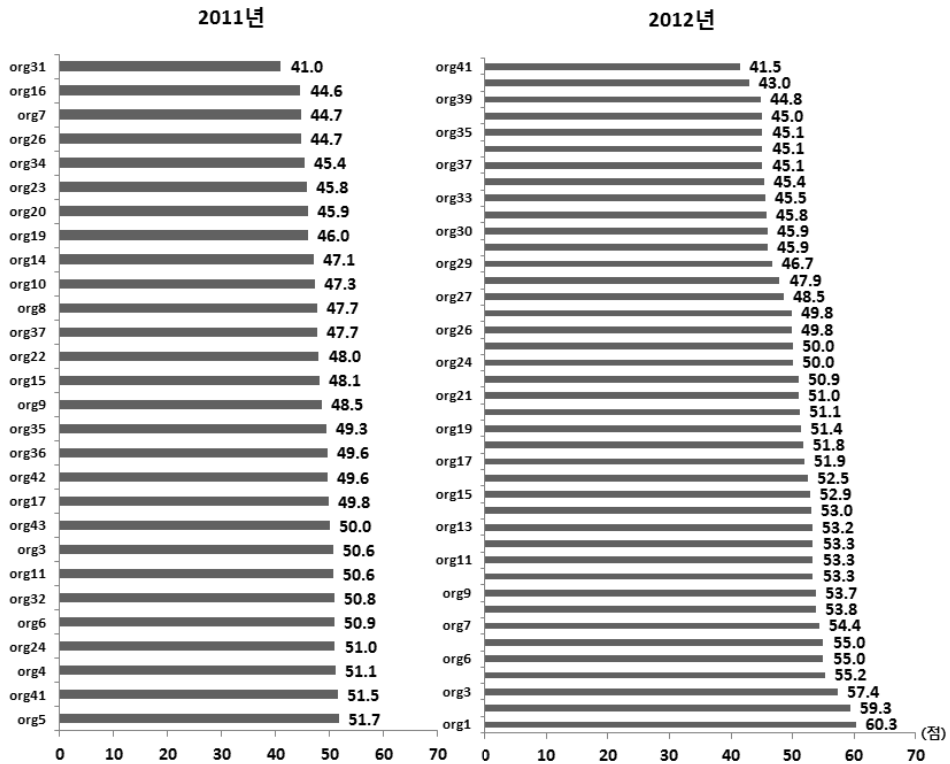 2011년
org31 41.0
org16 44.6
org7 44.7
org26 44.7
org34 45.4
org23 45.8
org20 45.9
org19 46.0
org14 47.1
org10 47.3
org8 47.7
org37 47.7
org22 48.0
org15 48.1
org9 48.5
org35 49.3
org36 49.6
org42 49.6
org17 49.8
org43 50.0
org3 50.6
org11 50.6
org32 50.8
org6 50.9
org24 51.0
org4 51.1
org41 51.5
org5 51.7
0 10 20 30 40 50 60 70
2012년
org41 41.5
43.0
org39 44.8
45.0
org35 45.1
45.1
org37 45.1
45.4
org33 45.5
45.8
org30 45.9
45.9
org29 46.7
47.9
org27 48.5
49.8
org26 49.8
50.0
org24 50.0
50.9
org21 51.0
51.1
org19 51.4
51.8
org17 51.9
52.5
org15 52.9
53.0
org13 53.2
53.3
org11 53.3
53.3
org9 53.7
53.8
org7 54.4
55.0
org6 55.0
55.2
org3 57.4
59.3
org1 60.3
(점)
0 10 20 30 40 50 60 70